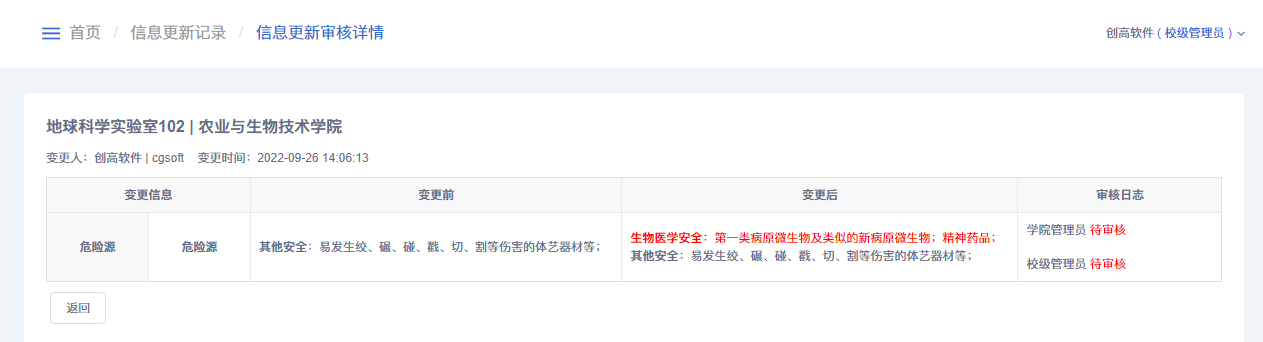 首页 / 信息更新记录 / 信息更新审核详情
创高软件 ( 校级管理员 )
地球科学实验室102 | 农业与生物技术学院
变更人：创高软件 | cgsoft 变更时间：2022-09-26 14:06:13
变更信息 变更前 变更后 审核日志
危险源 危险源
其他安全：易发生绞、碾、碰、戳、切、割等伤害的体艺器材等；
生物医学安全：第一类病原微生物及类似的新病原微生物；精神药品；
其他安全：易发生绞、碾、碰、戳、切、割等伤害的体艺器材等；
学院管理员 待审核
校级管理员 待审核
返回